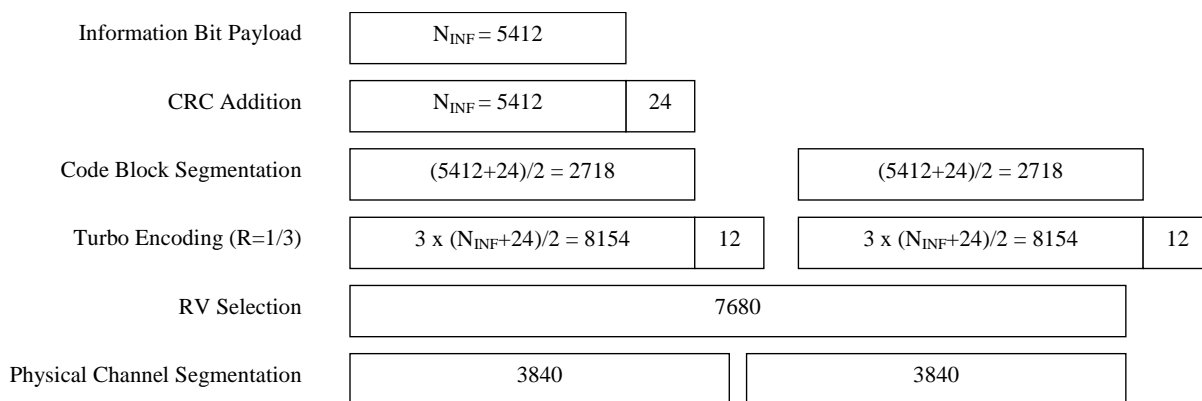 Information Bit Payload N_INF = 5412
CRC Addition N_INF = 5412 24
Code Block Segmentation (5412+24)/2 = 2718 (5412+24)/2 = 2718
Turbo Encoding (R=1/3) 3 x (N_INF+24)/2 = 8154 12 3 x (N_INF+24)/2 = 8154 12
RV Selection 7680
Physical Channel Segmentation 3840 3840